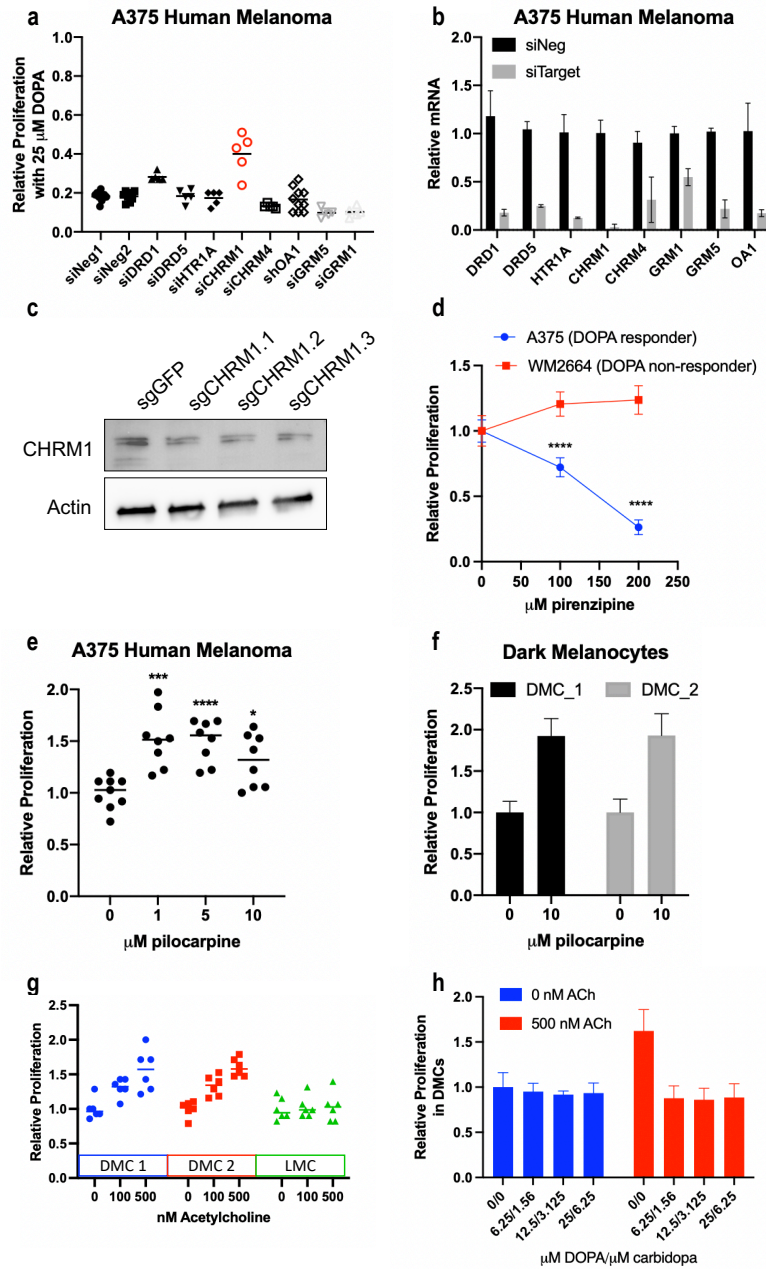 a
A375 Human Melanoma
Relative Proliferation
with 25 μM DOPA
1.0
0.8
0.6
0.4
0.2
0.0
siNeg1
siNeg2
siDRD1
siDRD5
siHTR1A
siCHRM1
siCHRM4
shOA1
siGRM5
siGRM1
b
A375 Human Melanoma
siNeg
siTarget
Relative mRNA
2.0
1.5
1.0
0.5
0.0
DRD1
DRD5
HTR1A
CHRM1
CHRM4
GRM1
GRM5
OA1
c
sgGFP
sgCHRM1.1
sgCHRM1.2
sgCHRM1.3
CHRM1
Actin
d
A375 (DOPA responder)
WM2664 (DOPA non-responder)
Relative Proliferation
1.5
1.0
0.5
0.0
****
****
0
50
100
150
200
250
μM pirenzipine
e
A375 Human Melanoma
Relative Proliferation
2.0
1.5
1.0
0.5
0.0
***
****
*
0
1
5
10
μM pilocarpine
f
Dark Melanocytes
DMC_1
DMC_2
Relative Proliferation
2.5
2.0
1.5
1.0
0.5
0.0
0
10
0
10
μM pilocarpine
g
Relative Proliferation
2.5
2.0
1.5
1.0
0.5
0.0
DMC 1
DMC 2
LMC
0
100
500
0
100
500
0
100
500
nM Acetylcholine
h
0 nM ACh
500 nM ACh
Relative Proliferation
in DMCs
2.0
1.5
1.0
0.5
0.0
0/0
6.25/1.56
12.5/3.125
25/6.25
0/0
6.25/1.56
12.5/3.125
25/6.25
μM DOPA/μM carbidopa